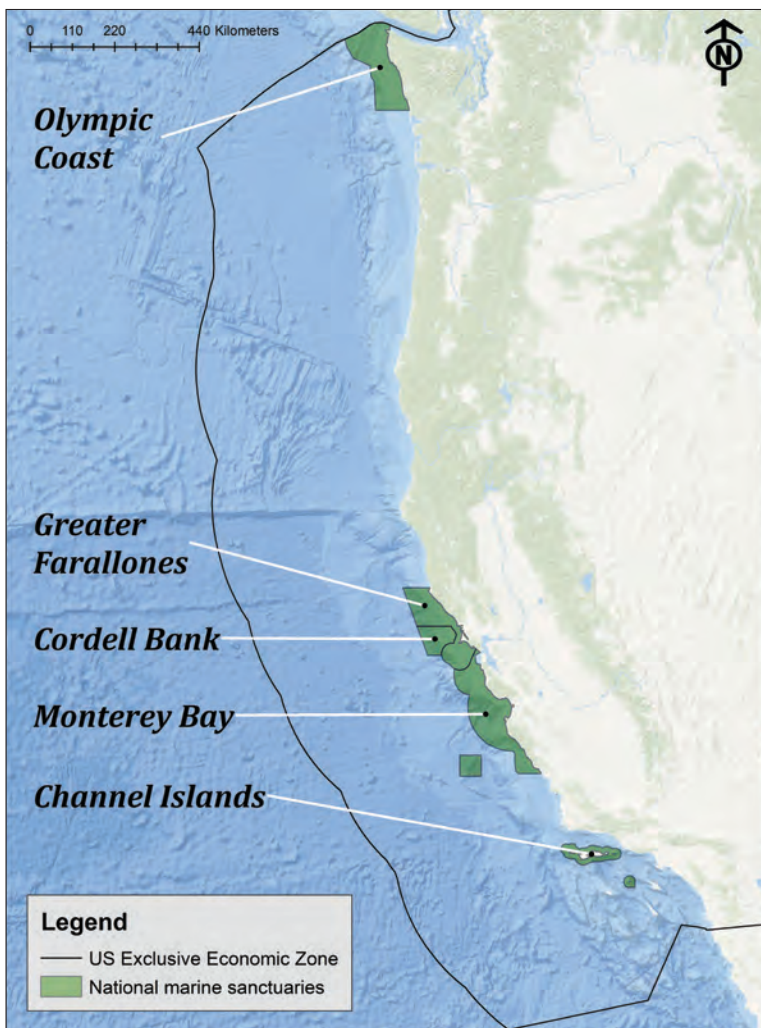 0 110 220 440 Kilometers
N
Olympic
Coast
Greater
Farallones
Cordell Bank
Monterey Bay
Channel Islands
Legend
US Exclusive Economic Zone
National marine sanctuaries